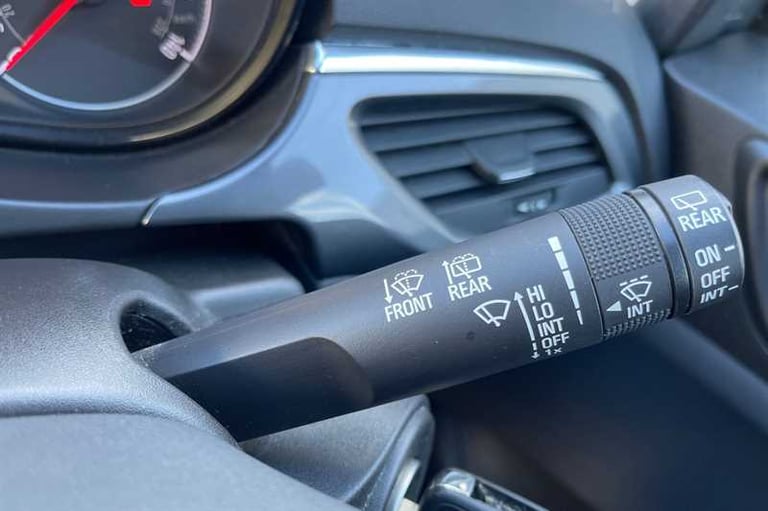 FRONT
REAR
HI
LO
INT
OFF
1x
INT
REAR
ON
OFF
INT